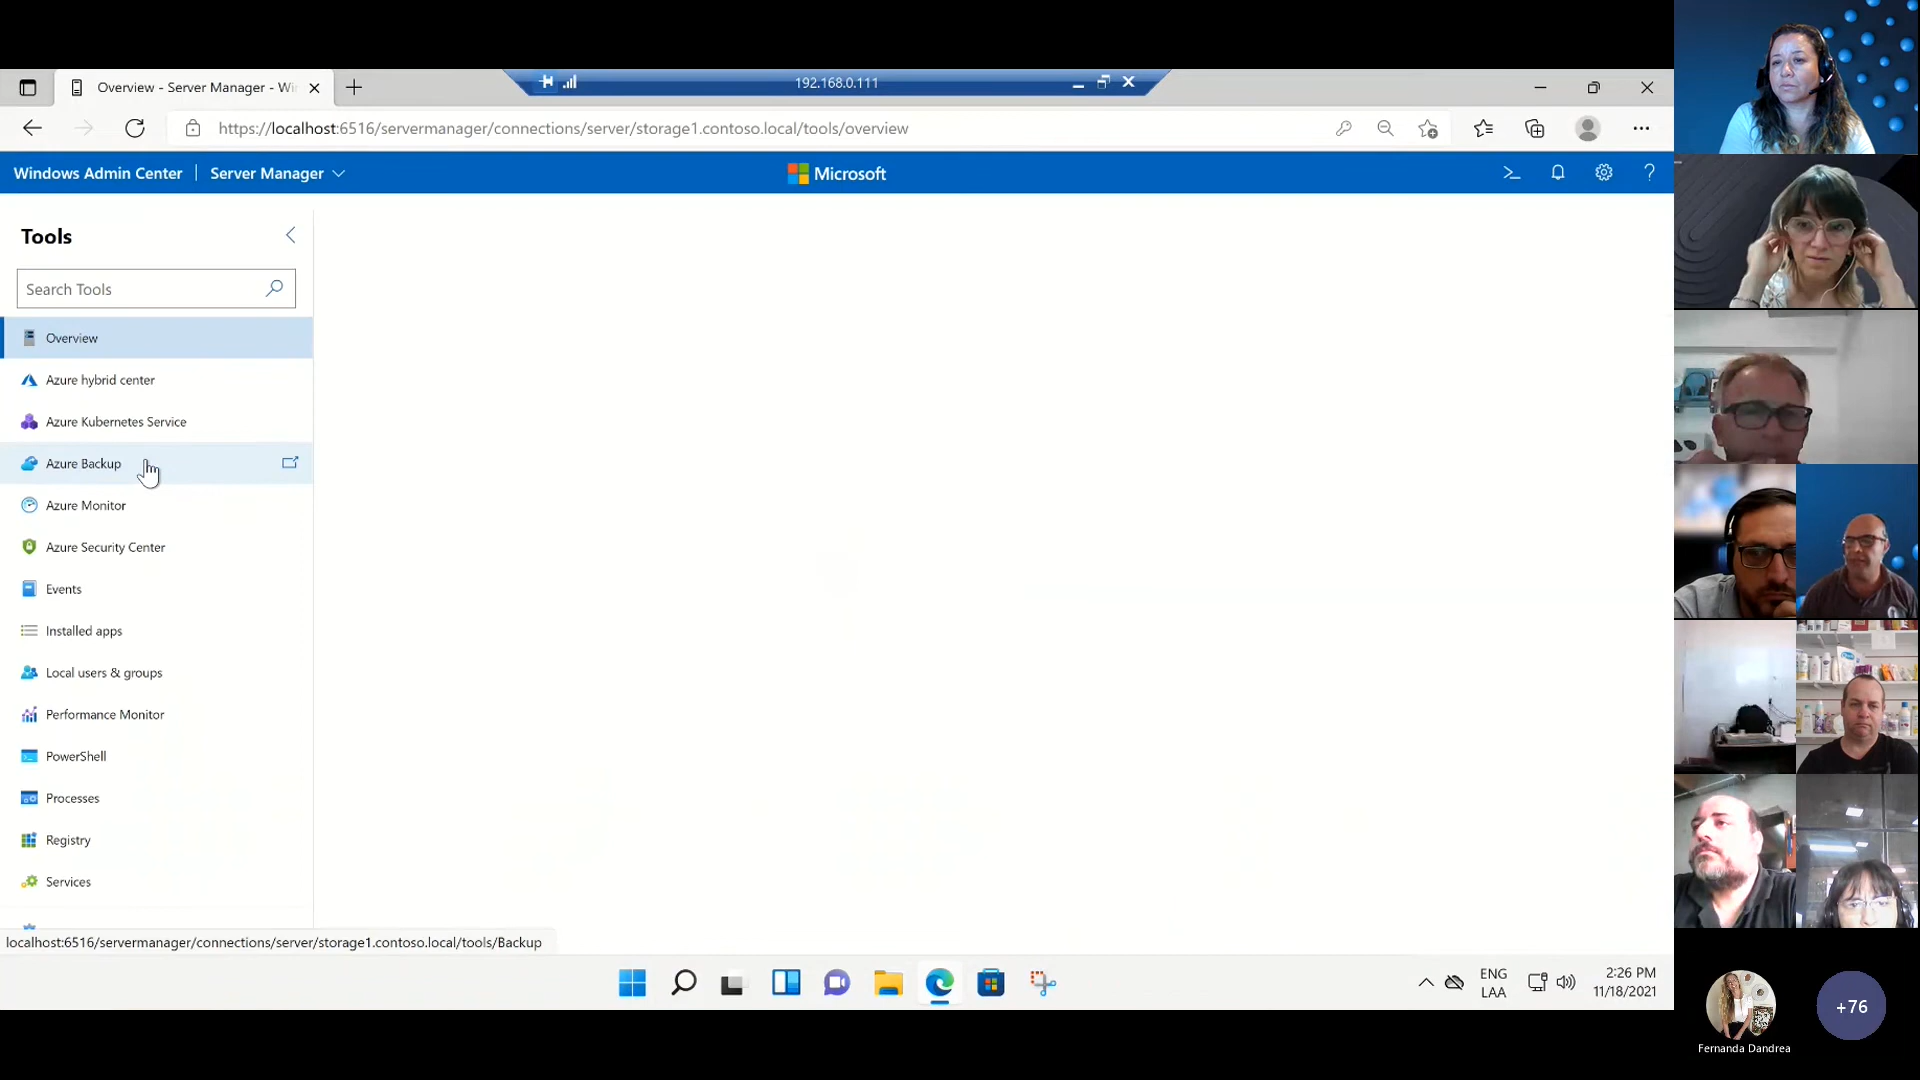 Overview - Server Manager - Wi
192.168.0.111
https://localhost:6516/servermanager/connections/server/storage1.contoso.local/tools/overview
Windows Admin Center
Server Manager
Microsoft
Tools
Search Tools
Overview
Azure hybrid center
Azure Kubernetes Service
Azure Backup
Azure Monitor
Azure Security Center
Events
Installed apps
Local users & groups
Performance Monitor
PowerShell
Processes
Registry
Services
localhost:6516/servermanager/connections/server/storage1.contoso.local/tools/Backup
ENG
LAA
2:26 PM
11/18/2021
+76
Fernanda Dandrea